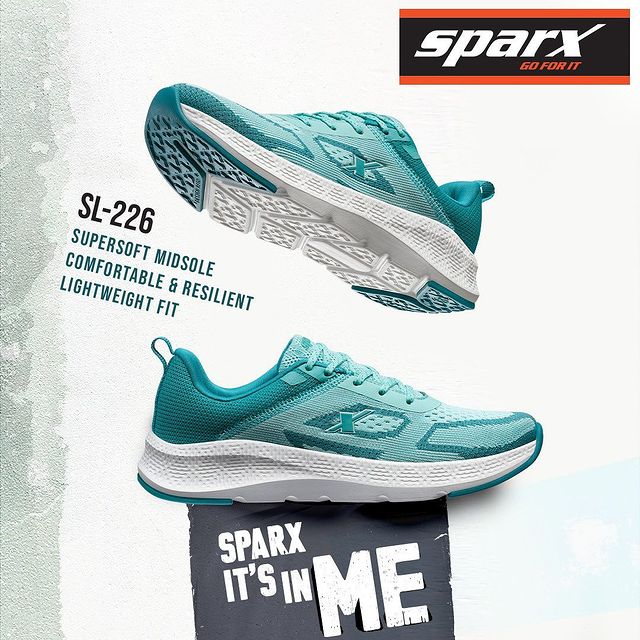 sparx
GO FOR IT
SL-226
SUPERSOFT MIDSOLE
COMFORTABLE & RESILIENT
LIGHTWEIGHT FIT
X
X
SPARX
IT'S IN ME